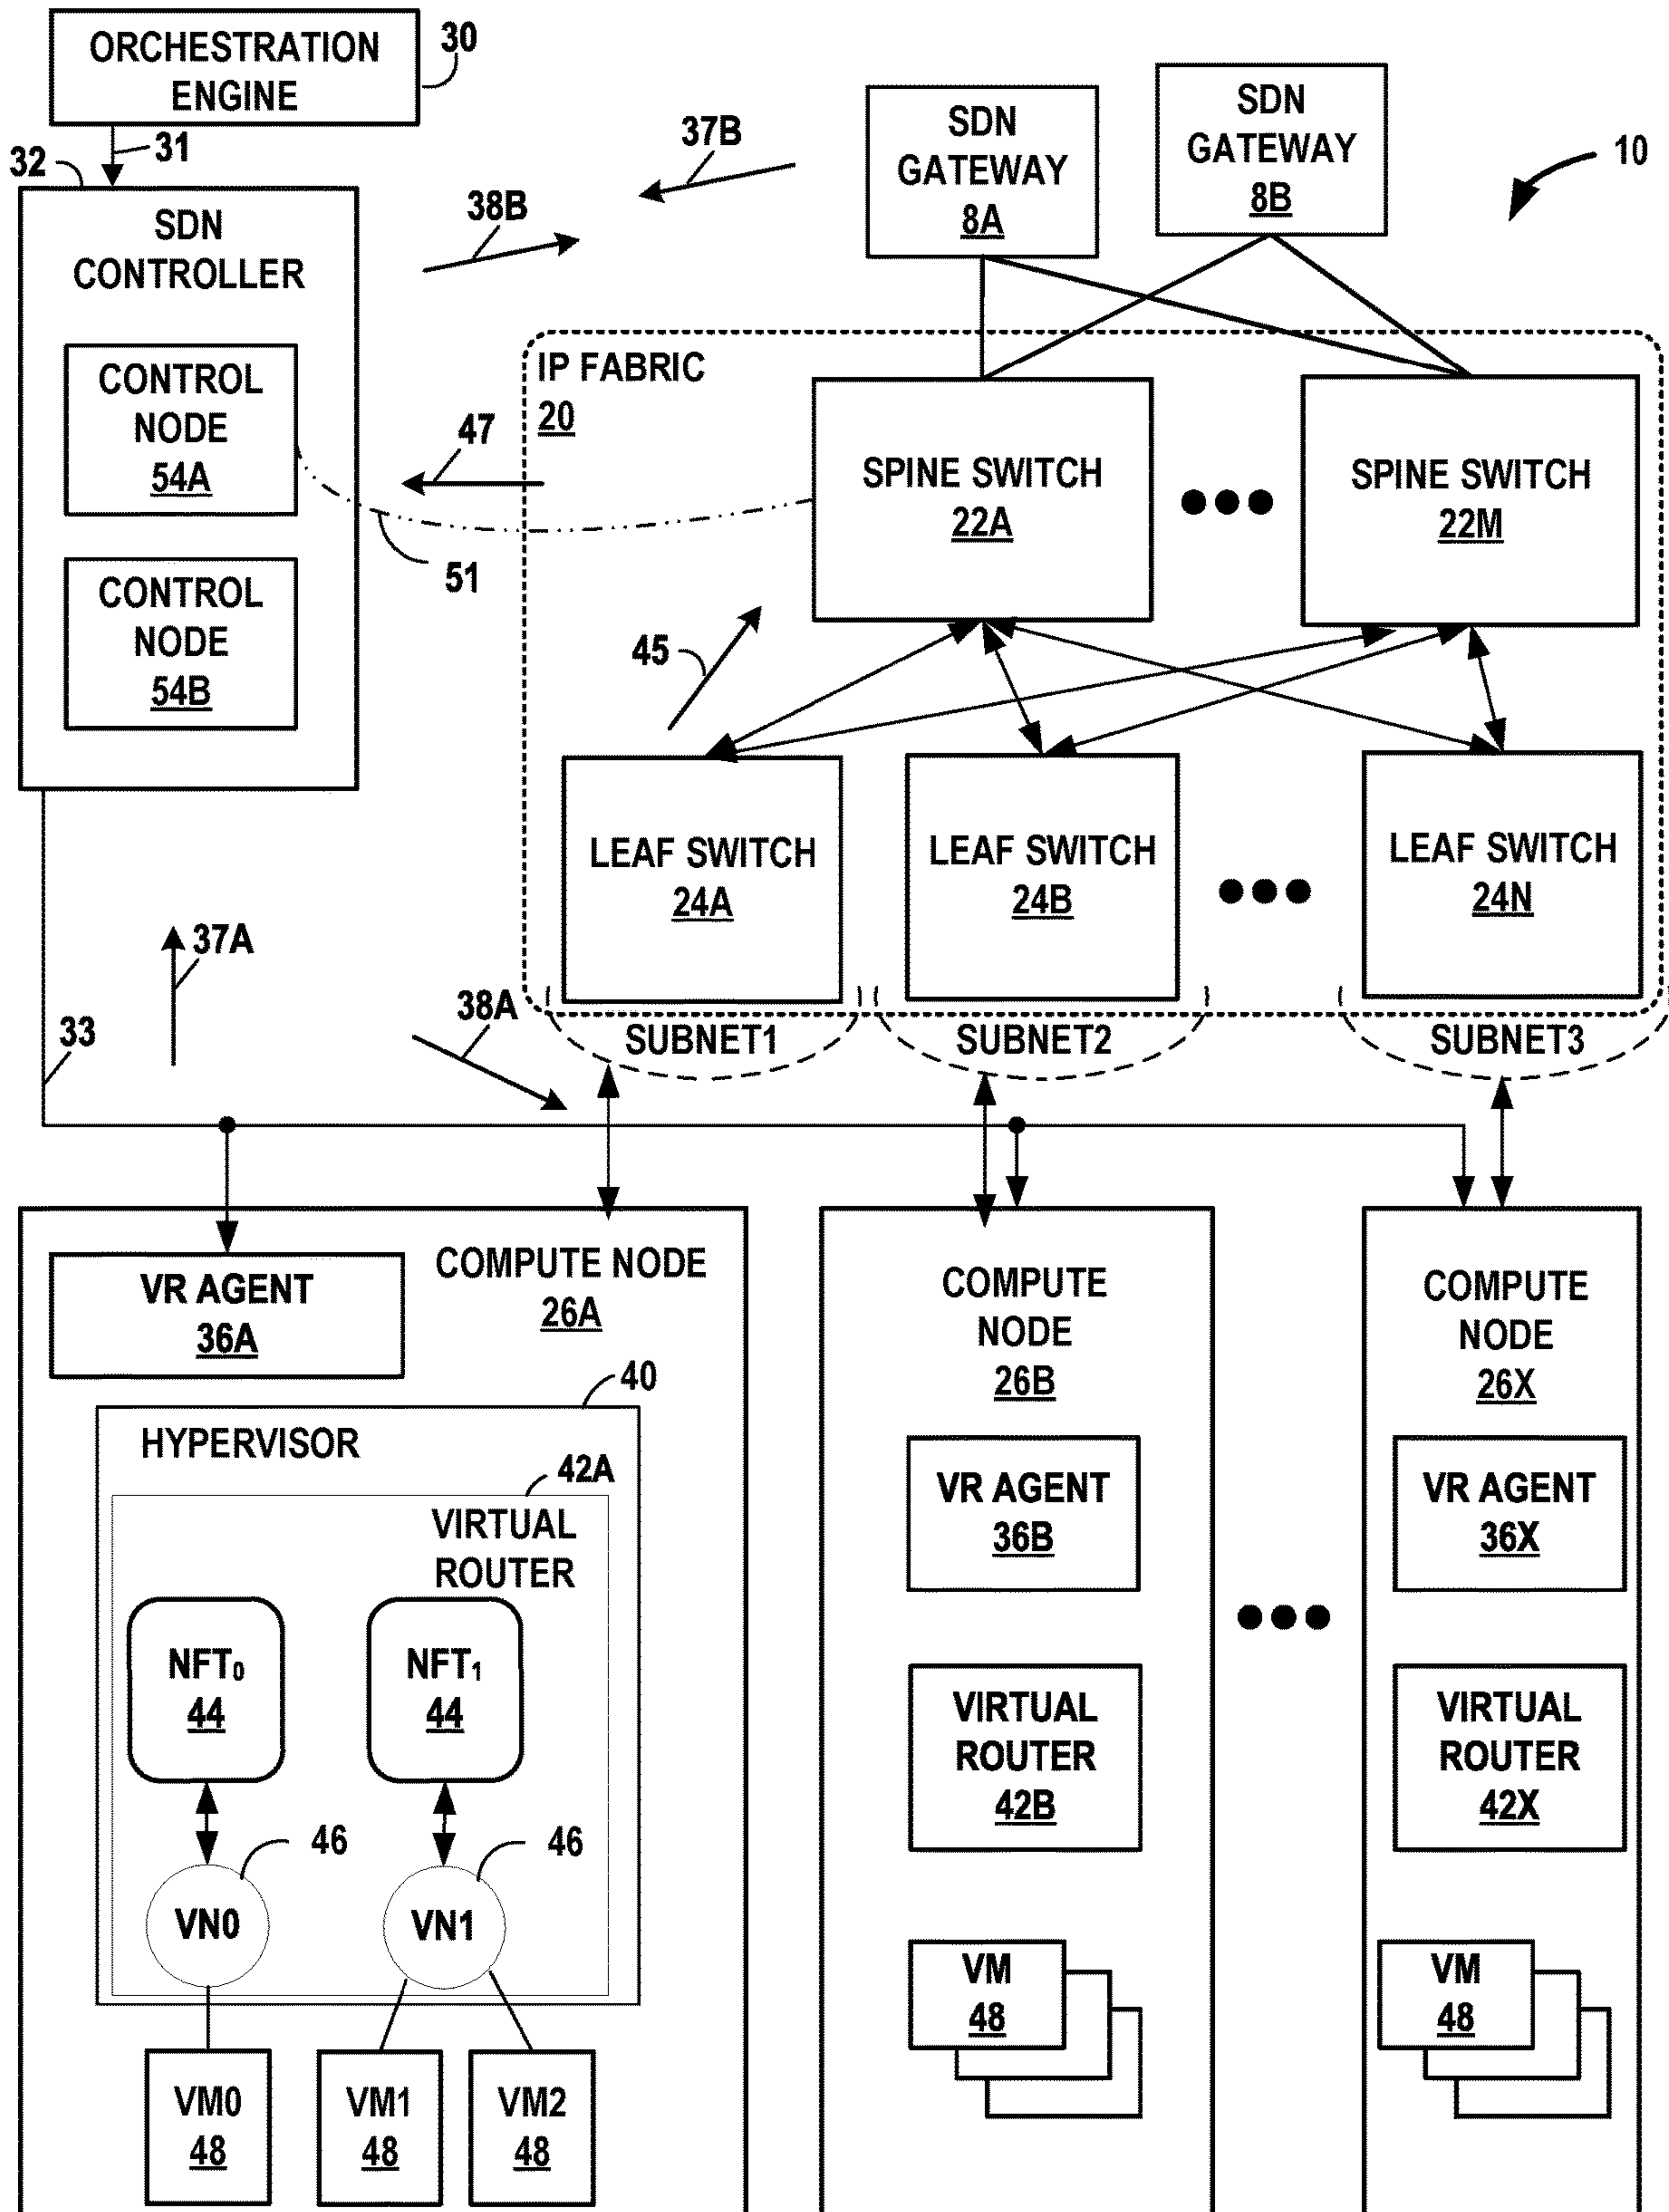 ORCHESTRATION
ENGINE
30
31
32
SDN
CONTROLLER
CONTROL
NODE
54A
CONTROL
NODE
54B
37B
38B
SDN
GATEWAY
8A
SDN
GATEWAY
8B
10
IP FABRIC
20
47
51
45
SPINE SWITCH
22A
SPINE SWITCH
22M
LEAF SWITCH
24A
LEAF SWITCH
24B
LEAF SWITCH
24N
37A
38A
33
SUBNET1
SUBNET2
SUBNET3
COMPUTE NODE
26A
VR AGENT
36A
40
HYPERVISOR
42A
VIRTUAL
ROUTER
NFT0
44
NFT1
44
46
46
VN0
VN1
VM0
48
VM1
48
VM2
48
COMPUTE
NODE
26B
VR AGENT
36B
VIRTUAL
ROUTER
42B
VM
48
COMPUTE
NODE
26X
VR AGENT
36X
VIRTUAL
ROUTER
42X
VM
48